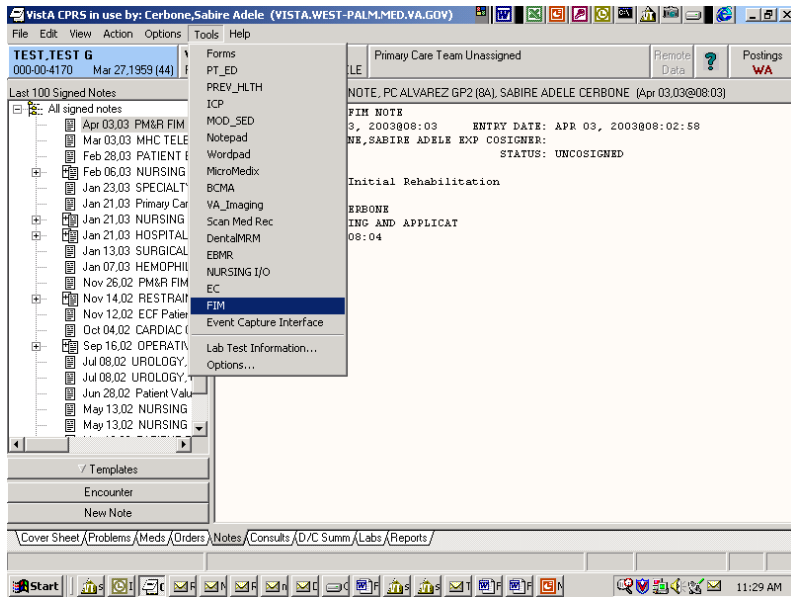 VistA CPRS in use by: Cerbone,Sabire Adele (VISTA.WEST-PALM.MED.VA.GOV)
File Edit View Action Options Tools Help
TEST,TEST G
000-00-4170 Mar 27,1959 (44)
LE
Primary Care Team Unassigned
Remote Data
?
Postings
WA
Last 100 Signed Notes
NOTE, PC ALVAREZ GP2 (8A), SABIRE ADELE CERBONE (Apr 03,03@08:03)
All signed notes
Apr 03,03 PM&R FIM
Mar 03,03 MHC TELE
Feb 28,03 PATIENT E
Feb 06,03 NURSING
Jan 23,03 SPECIALT
Jan 21,03 Primary Car
Jan 21,03 NURSING
Jan 21,03 HOSPITAL
Jan 13,03 SURGICAL
Jan 07,03 HEMOPHIL
Nov 26,02 PM&R FIM
Nov 14,02 RESTRAIN
Nov 12,02 ECF Patier
Oct 04,02 CARDIAC
Sep 16,02 OPERATI
Jul 08,02 UROLOGY,
Jul 08,02 UROLOGY,
Jun 28,02 Patient Valu
May 13,02 NURSING
May 13,02 NURSING
Forms
PT_ED
PREV_HLTH
ICP
MOD_SED
Notepad
Wordpad
MicroMedix
BCMA
VA_Imaging
Scan Med Rec
DentalMRM
EBMR
NURSING I/O
EC
FIM
Event Capture Interface
Lab Test Information...
Options...
FIM NOTE
3, 2003@08:03 ENTRY DATE: APR 03, 2003@08:02:58
NE,SABIRE ADELE EXP COSIGNER:
STATUS: UNCOSIGNED
Initial Rehabilitation
ERBONE
ING AND APPLICAT
08:04
Templates
Encounter
New Note
Cover Sheet Problems Meds Orders Notes Consults D/C Summ Labs Reports
Start 11:29 AM